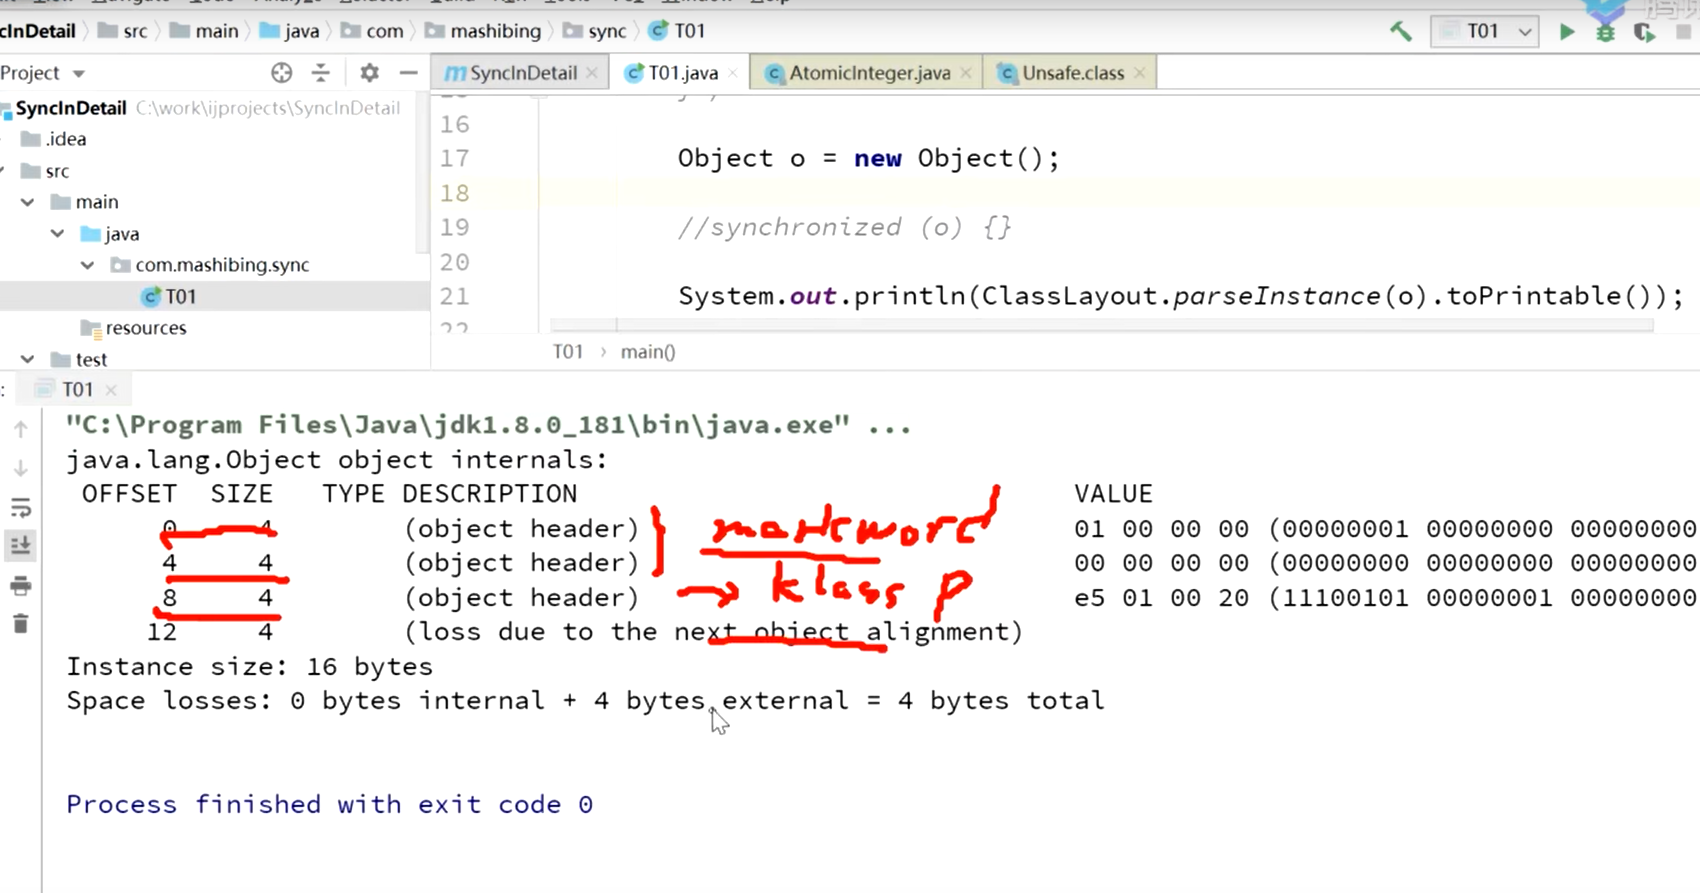 cInDetail src main java com mashibing sync T01 T01
Project SyncInDetail T01.java AtomicInteger.java Unsafe.class
SyncInDetail C:\work\ijprojects\SyncInDetail
.idea
src
main
java
com.mashibing.sync
T01
resources
test
16
17 Object o = new Object();
18
19 //synchronized (o) {}
20
21 System.out.println(ClassLayout.parseInstance(o).toPrintable());
22
T01 › main()
T01
"C:\Program Files\Java\jdk1.8.0_181\bin\java.exe" ...
java.lang.Object object internals:
OFFSET SIZE TYPE DESCRIPTION VALUE
0 4 (object header) markword 01 00 00 00 (00000001 00000000 00000000
4 4 (object header) 00 00 00 00 (00000000 00000000 00000000
8 4 (object header) klass p e5 01 00 20 (11100101 00000001 00000000
12 4 (loss due to the next object alignment)
Instance size: 16 bytes
Space losses: 0 bytes internal + 4 bytes external = 4 bytes total
Process finished with exit code 0